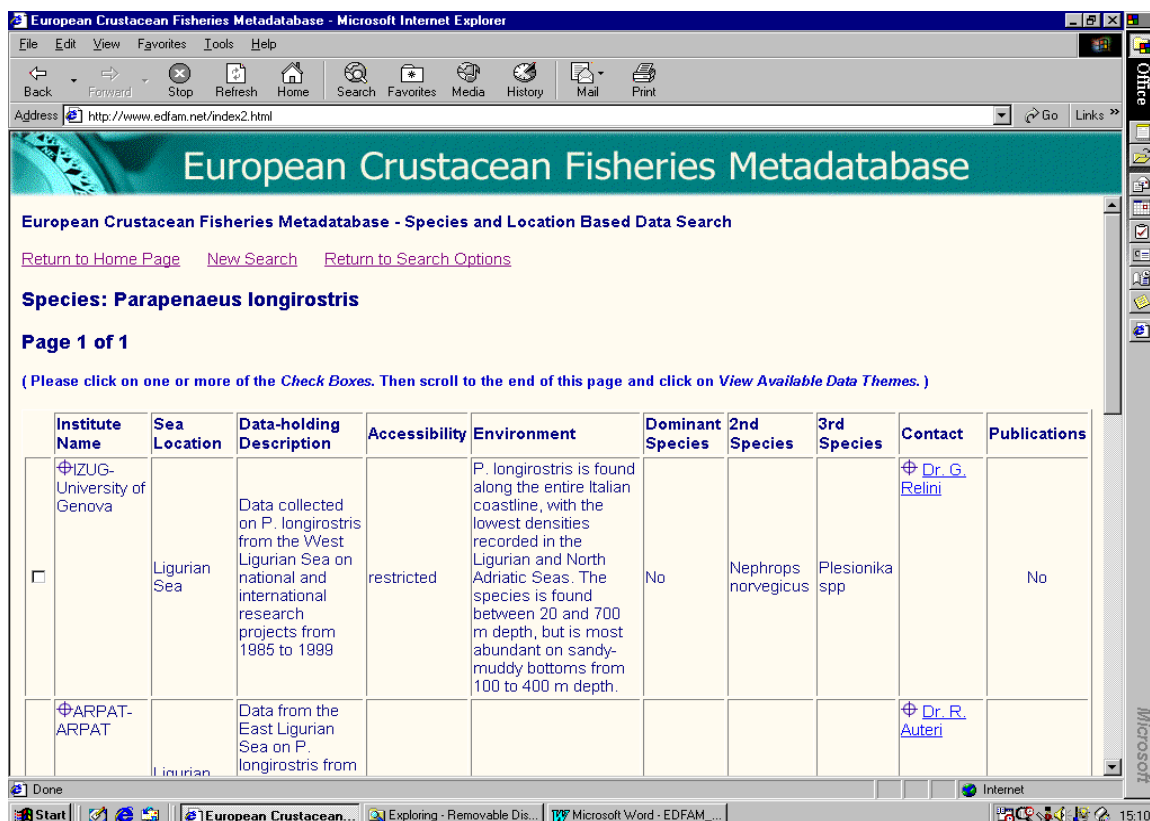 European Crustacean Fisheries Metadatabase - Microsoft Internet Explorer
File Edit View Favorites Tools Help
Back Forward Stop Refresh Home Search Favorites Media History Mail Print
Address http://www.edfam.net/index2.html Go Links »
Office
European Crustacean Fisheries Metadatabase
European Crustacean Fisheries Metadatabase - Species and Location Based Data Search
Return to Home Page New Search Return to Search Options
Species: Parapenaeus longirostris
Page 1 of 1
( Please click on one or more of the Check Boxes. Then scroll to the end of this page and click on View Available Data Themes. )
Institute Name
Sea Location
Data-holding Description
Accessibility
Environment
Dominant Species
2nd Species
3rd Species
Contact
Publications
IZUG-
University of
Genova
Ligurian
Sea
Data collected
on P. longirostris
from the West
Ligurian Sea on
national and
international
research
projects from
1985 to 1999
restricted
P. longirostris is found
along the entire Italian
coastline, with the
lowest densities
recorded in the
Ligurian and North
Adriatic Seas. The
species is found
between 20 and 700
m depth, but is most
abundant on sandy-
muddy bottoms from
100 to 400 m depth.
No
Nephrops
norvegicus
Plesionika
spp
Dr. G.
Relini
No
ARPAT-
ARPAT
Ligurian
Data from the
East Ligurian
Sea on P.
longirostris from
Dr. R.
Auteri
Microsoft
Done Internet
Start European Crustacean... Exploring - Removable Dis... Microsoft Word - EDFAM_... 15:10